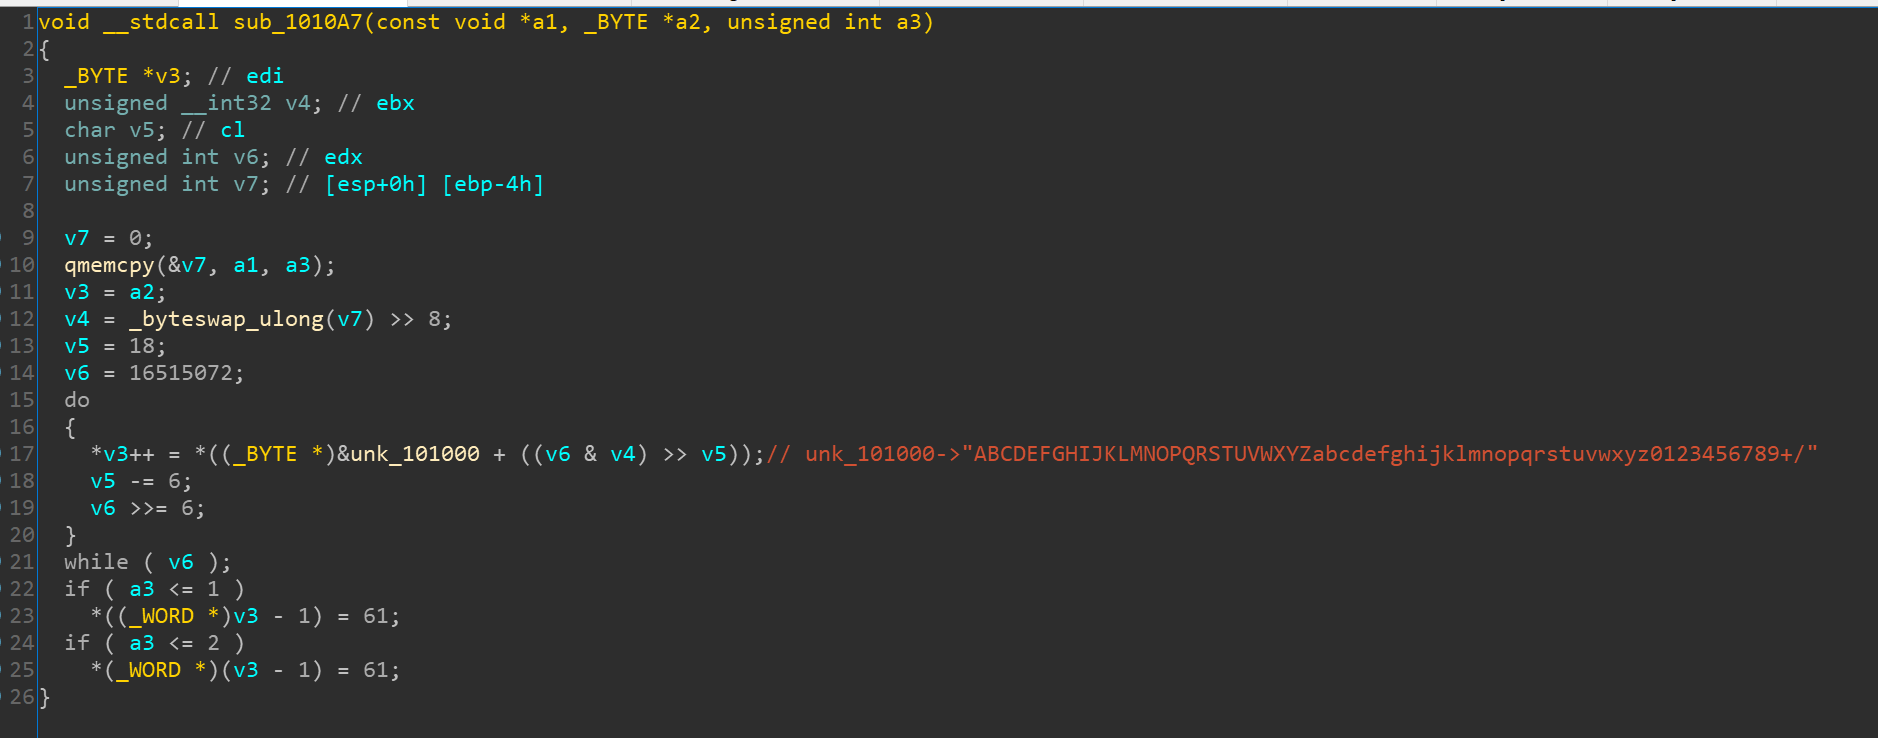 1 void __stdcall sub_1010A7(const void *a1, _BYTE *a2, unsigned int a3)
2 {
3   _BYTE *v3; // edi
4   unsigned __int32 v4; // ebx
5   char v5; // cl
6   unsigned int v6; // edx
7   unsigned int v7; // [esp+0h] [ebp-4h]
8
9   v7 = 0;
10   qmemcpy(&v7, a1, a3);
11   v3 = a2;
12   v4 = _byteswap_ulong(v7) >> 8;
13   v5 = 18;
14   v6 = 16515072;
15   do
16   {
17     *v3++ = *((_BYTE *)&unk_101000 + ((v6 & v4) >> v5));// unk_101000->"ABCDEFGHIJKLMNOPQRSTUVWXYZabcdefghijklmnopqrstuvwxyz0123456789+/"
18     v5 -= 6;
19     v6 >>= 6;
20   }
21   while ( v6 );
22   if ( a3 <= 1 )
23     *((_WORD *)v3 - 1) = 61;
24   if ( a3 <= 2 )
25     *(_WORD *)(v3 - 1) = 61;
26 }